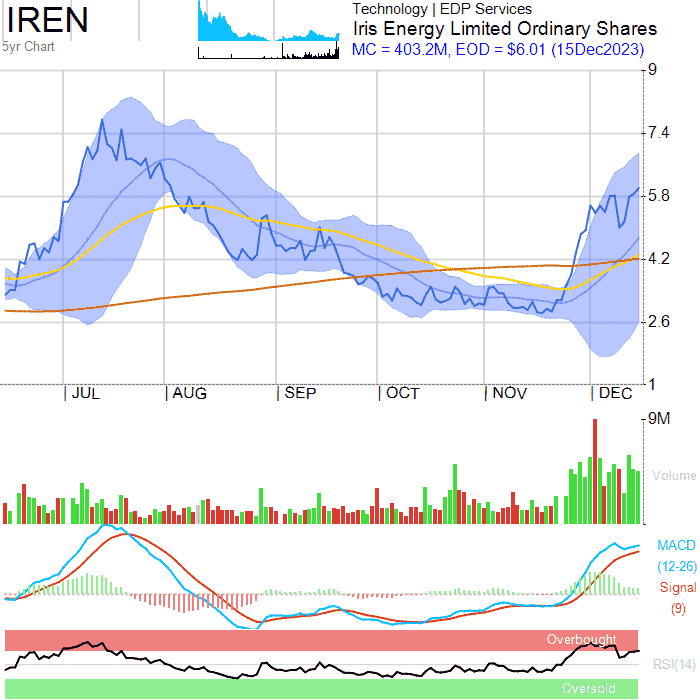 IREN
5yr Chart
Technology | EDP Services
Iris Energy Limited Ordinary Shares
MC = 403.2M, EOD = $6.01 (15Dec2023)
9
7.4
5.8
4.2
2.6
1
JUL AUG SEP OCT NOV DEC
9M
Volume
MACD
(12-26)
Signal
(9)
Overbought
RSI(14)
Oversold